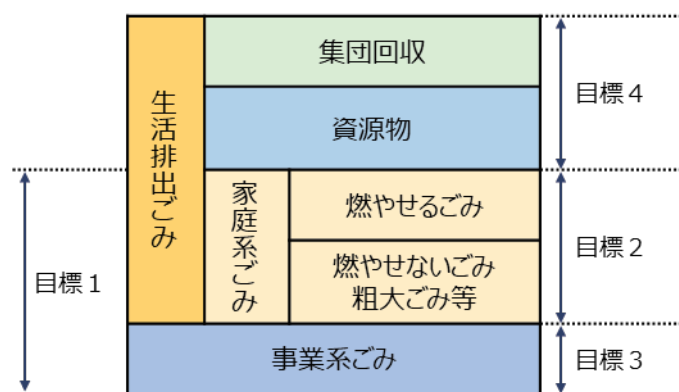 集団回収
資源物
生活排出ごみ
家庭系ごみ
燃やせるごみ
燃やせないごみ
粗大ごみ等
事業系ごみ
目標４
目標２
目標１
目標３